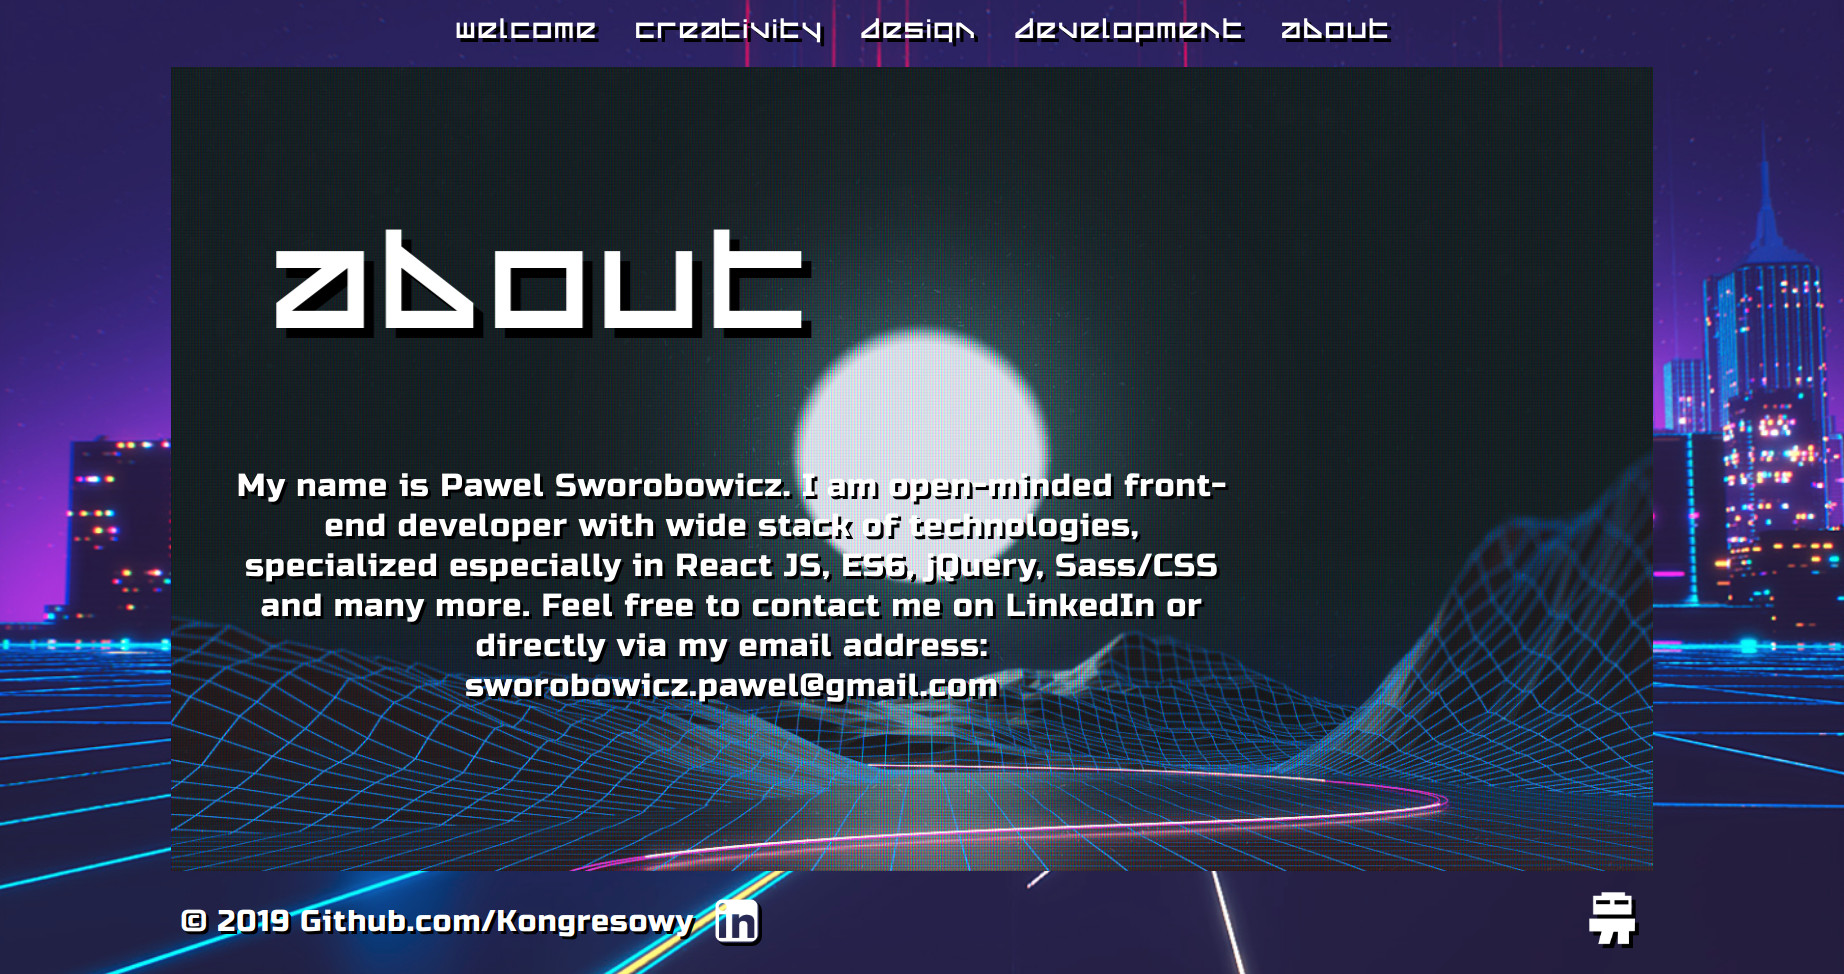 welcome creativity design development about
about
My name is Pawel Sworobowicz. I am open-minded front-
end developer with wide stack of technologies,
specialized especially in React JS, ES6, jQuery, Sass/CSS
and many more. Feel free to contact me on LinkedIn or
directly via my email address:
sworobowicz.pawel@gmail.com
© 2019 Github.com/Kongresowy in